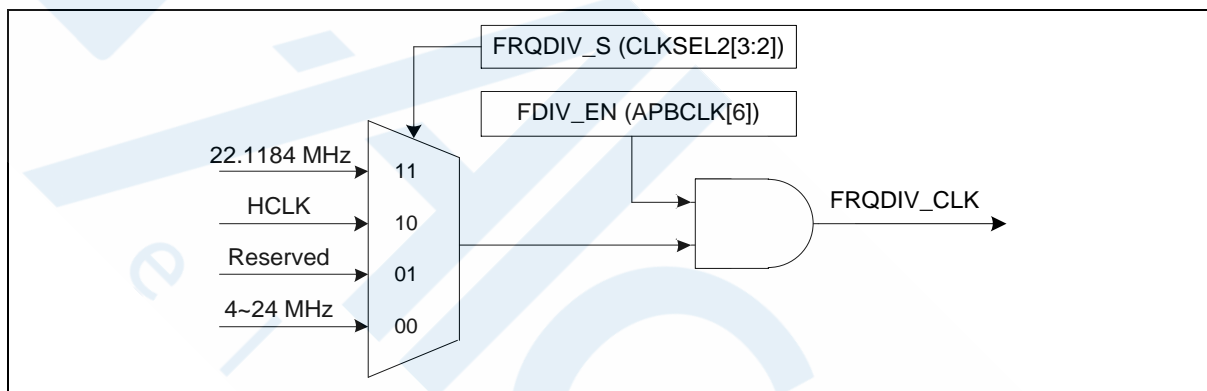 FRQDIV_S (CLKSEL2[3:2])
FDIV_EN (APBCLK[6])
22.1184 MHz
11
HCLK
10
Reserved
01
4~24 MHz
00
FRQDIV_CLK